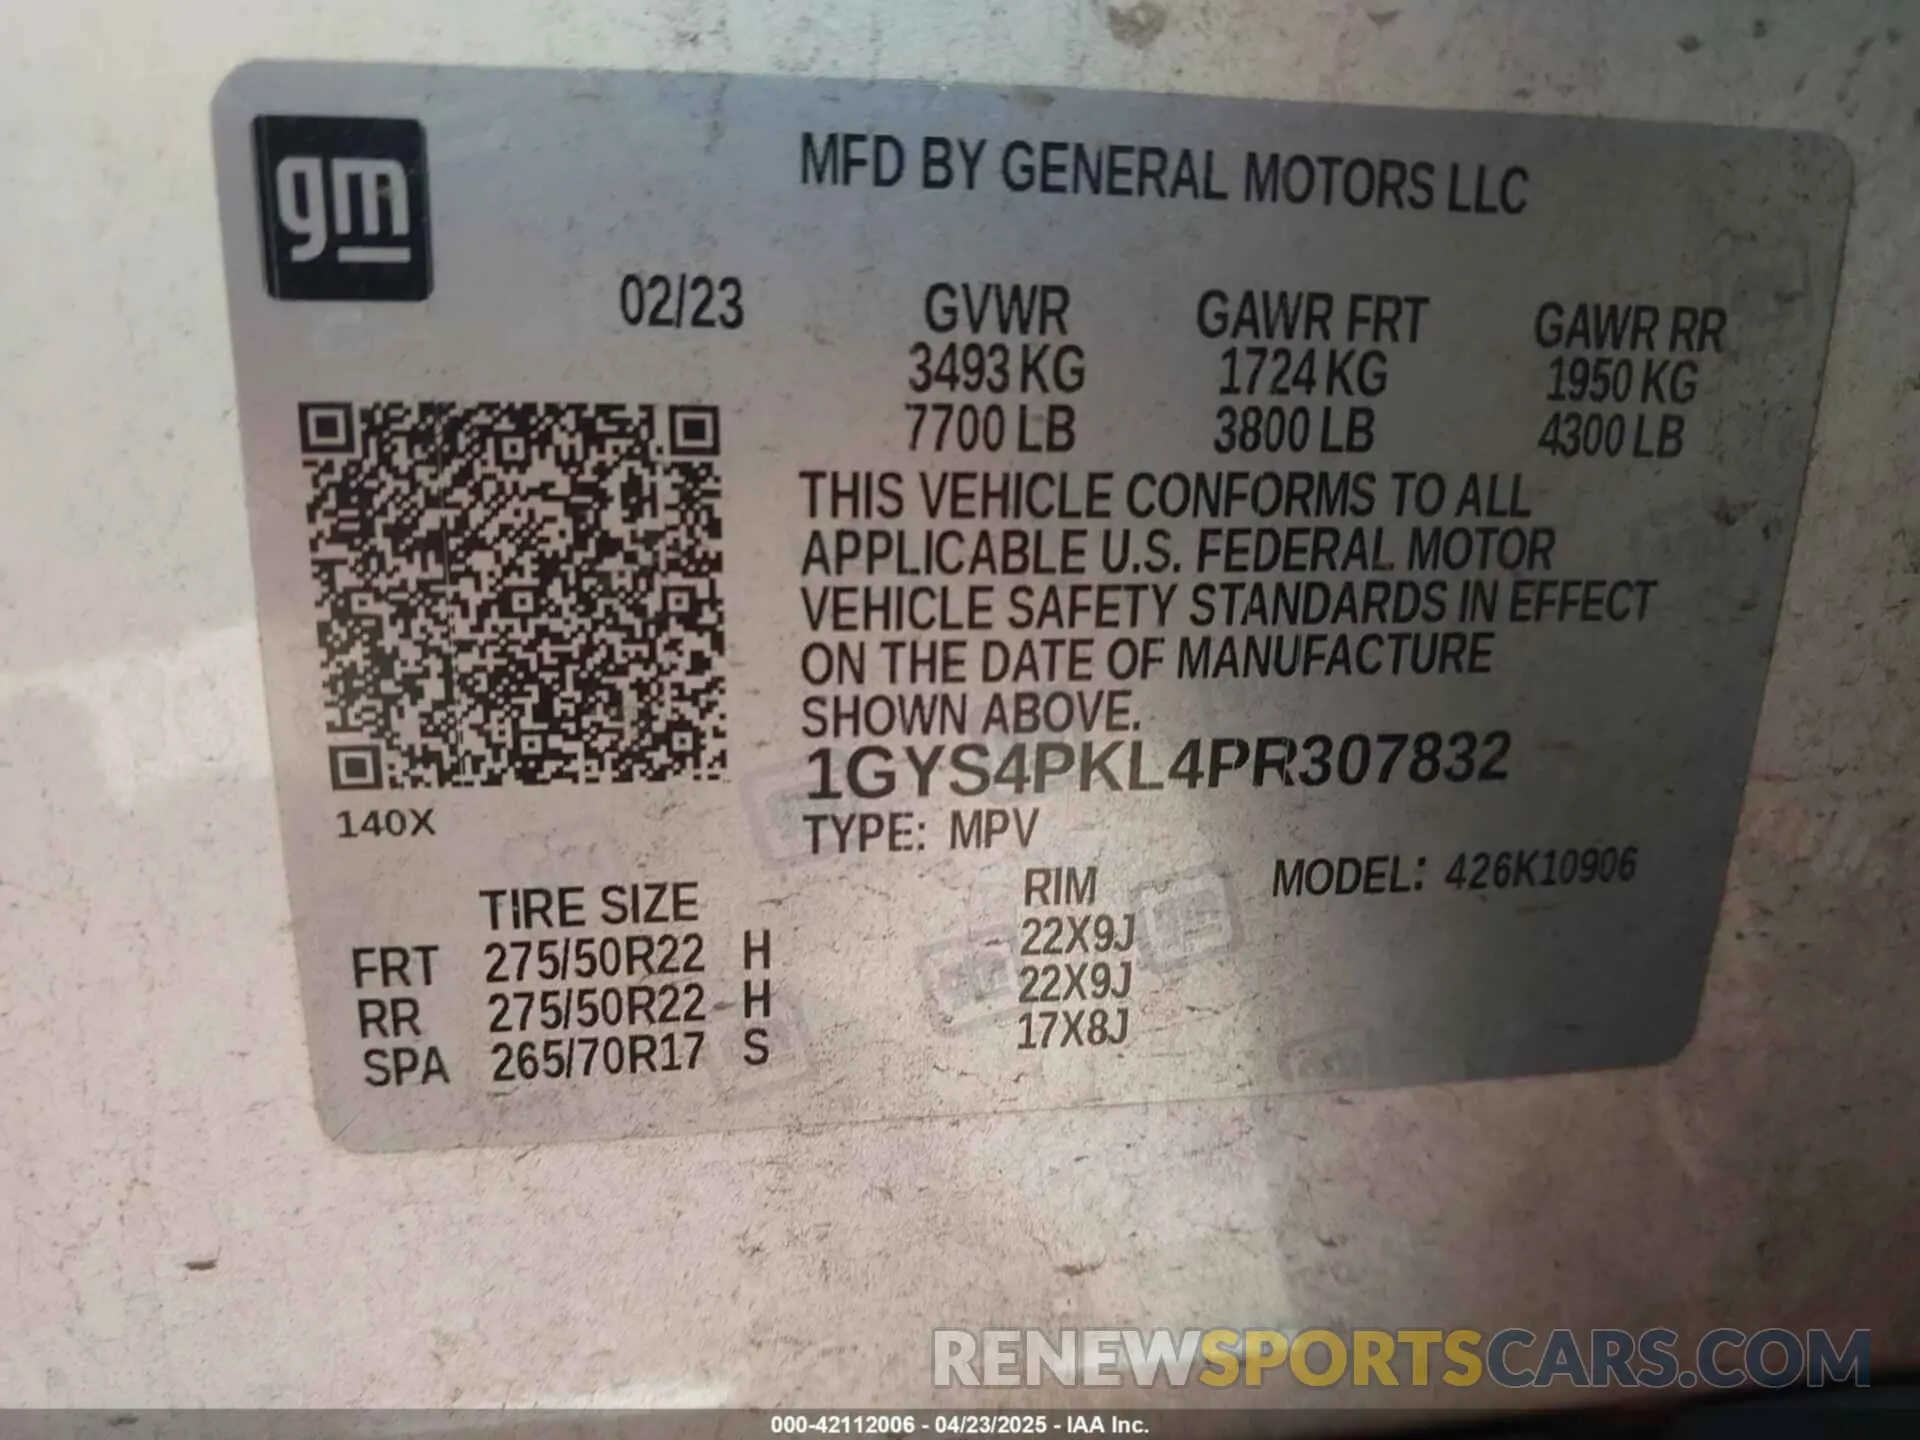 gm
MFD BY GENERAL MOTORS LLC
02/23 GVWR GAWR FRT GAWR RR
3493 KG 1724 KG 1950 KG
7700 LB 3800 LB 4300 LB
THIS VEHICLE CONFORMS TO ALL
APPLICABLE U.S. FEDERAL MOTOR
VEHICLE SAFETY STANDARDS IN EFFECT
ON THE DATE OF MANUFACTURE
SHOWN ABOVE.
1GYS4PKL4PR307832
140X
TYPE: MPV
MODEL: 426K10906
TIRE SIZE RIM
FRT 275/50R22 H 22X9J
RR 275/50R22 H 22X9J
SPA 265/70R17 S 17X8J
RENEWSPORTSCARS.COM
000-42112006 - 04/23/2025 - IAA Inc.